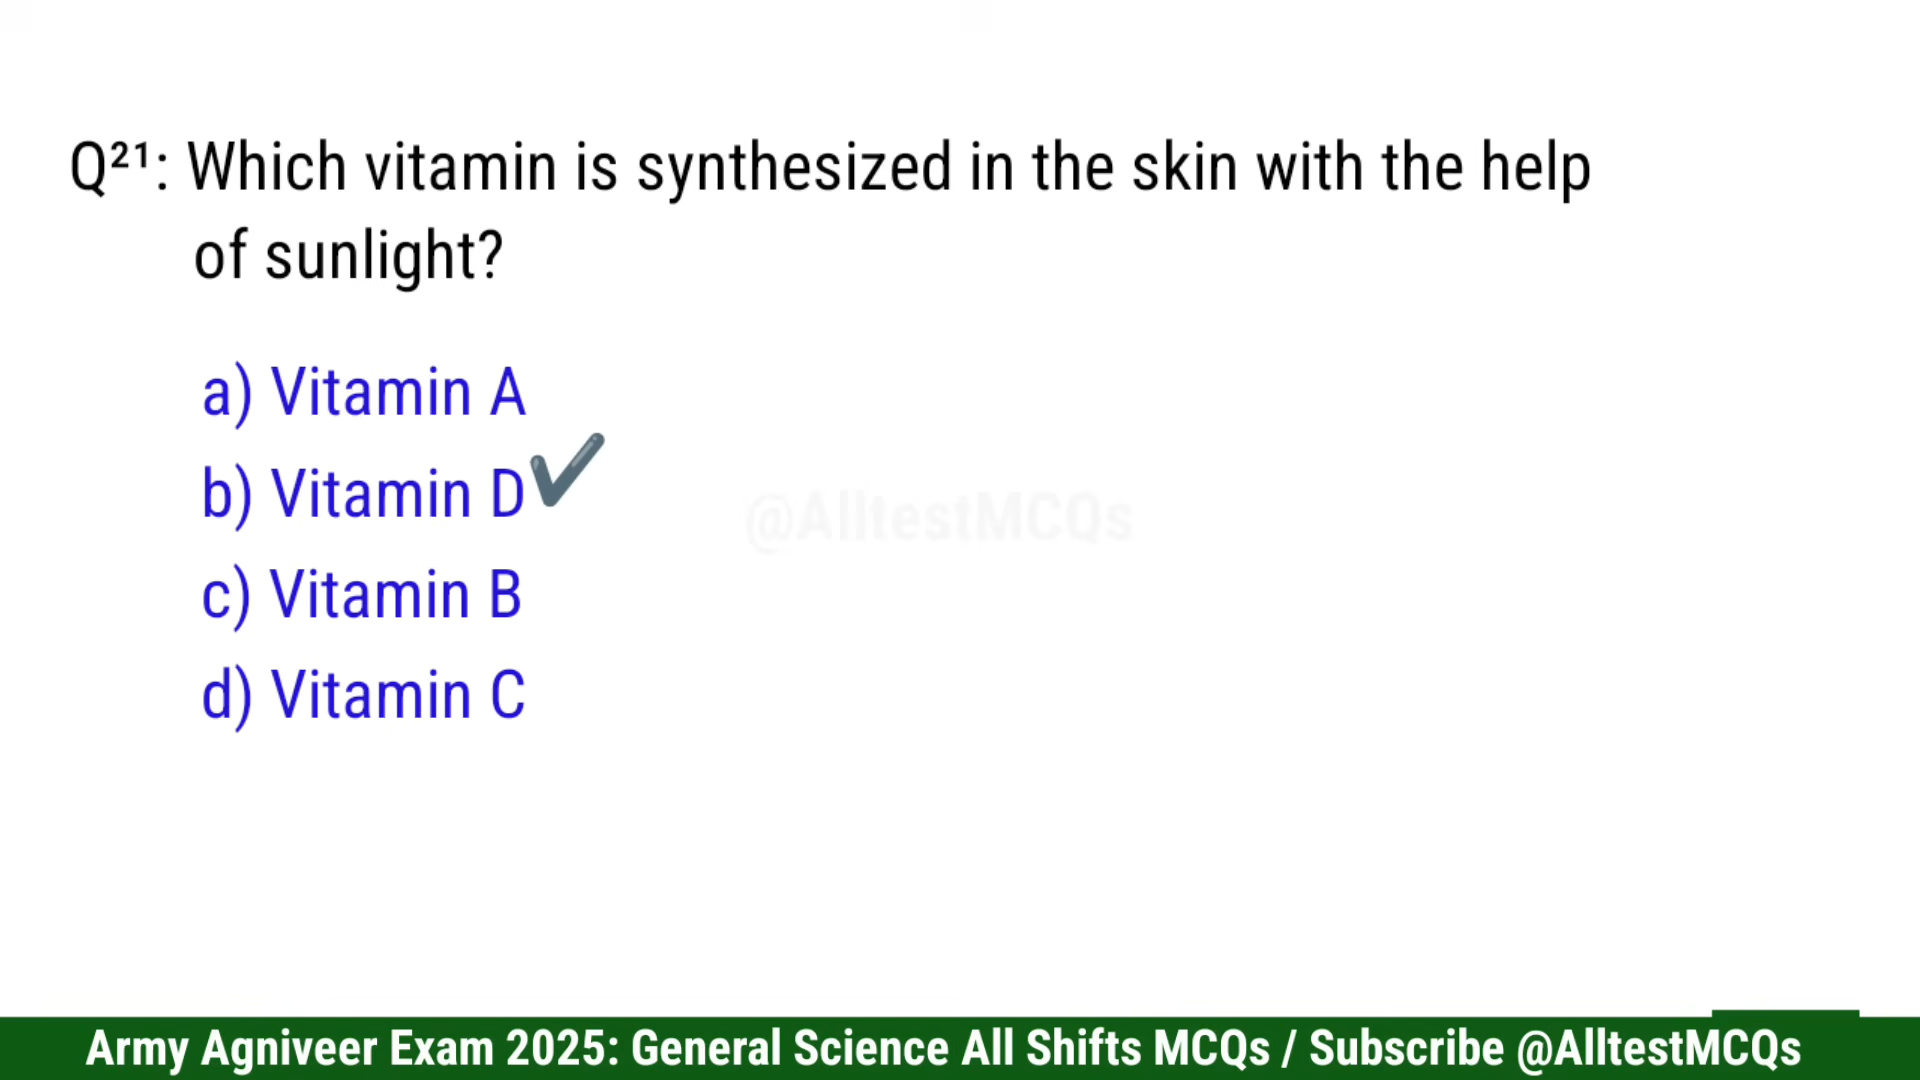 Q²¹: Which vitamin is synthesized in the skin with the help
of sunlight?
a) Vitamin A
b) Vitamin D✔
c) Vitamin B
d) Vitamin C
@AlltestMCQs
Army Agniveer Exam 2025: General Science All Shifts MCQs / Subscribe @AlltestMCQs